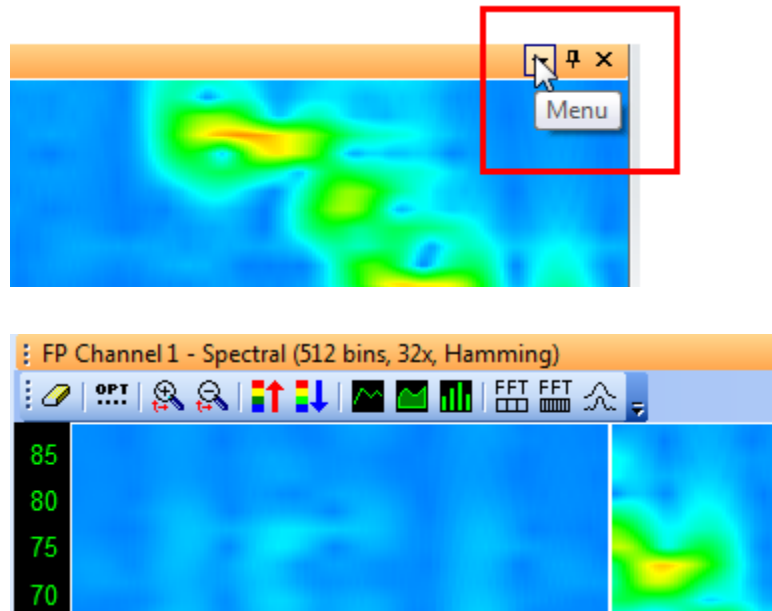 Menu
FP Channel 1 - Spectral (512 bins, 32x, Hamming)
OPT FFT FFT
85
80
75
70